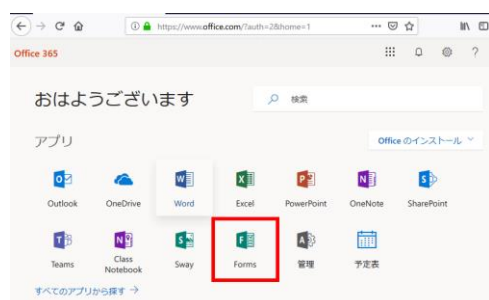 https://www.office.com/?auth=2&home=1
Office 365
?
おはようございます
検索
アプリ
Office のインストール
Outlook
OneDrive
Word
Excel
PowerPoint
OneNote
SharePoint
Teams
Class
Notebook
Sway
Forms
管理
予定表
すべてのアプリから探す →